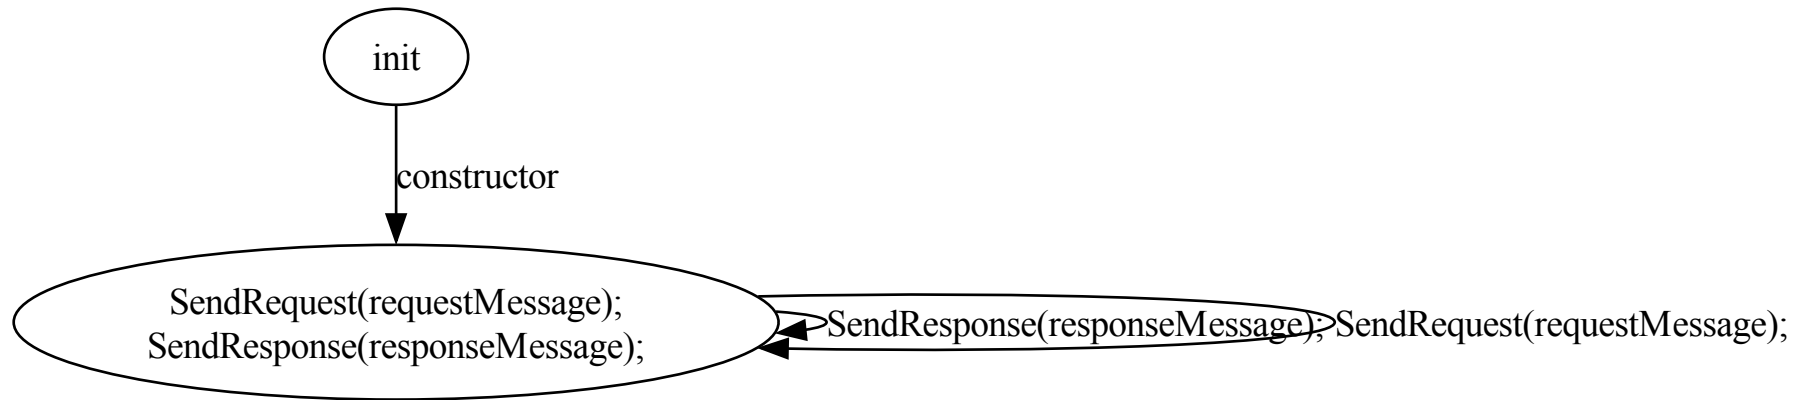 init
constructor
SendRequest(requestMessage);
SendResponse(responseMessage);
SendResponse(responseMessage);
SendRequest(requestMessage);